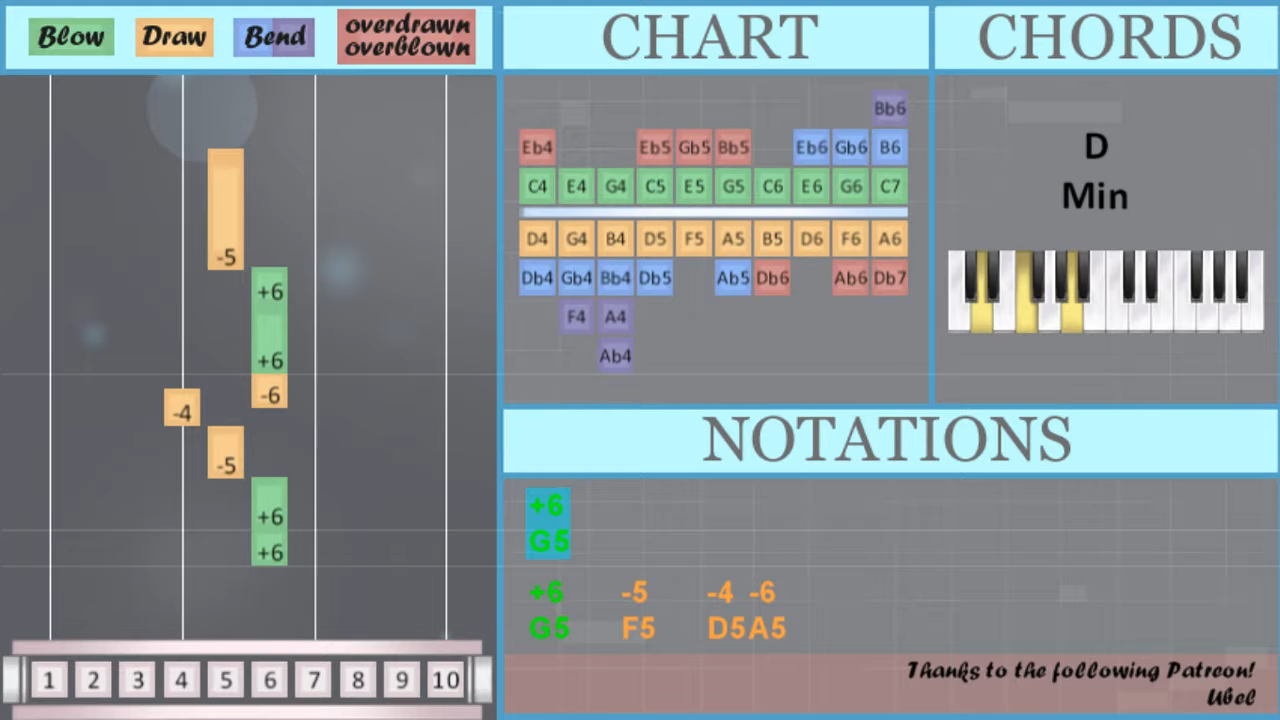 Blow Draw Bend overdrawn
overblown
CHART
CHORDS
-5
+6
+6
-6
-4
-5
+6
+6
1 2 3 4 5 6 7 8 9 10
Bb6
Eb4 Eb5 Gb5 Bb5 Eb6 Gb6 B6
C4 E4 G4 C5 E5 G5 C6 E6 G6 C7
D4 G4 B4 D5 F5 A5 B5 D6 F6 A6
Db4 Gb4 Bb4 Db5 Ab5 Db6 Ab6 Db7
F4 A4
Ab4
D
Min
NOTATIONS
+6
G5
+6 -5 -4 -6
G5 F5 D5 A5
Thanks to the following Patreon!
Ubel